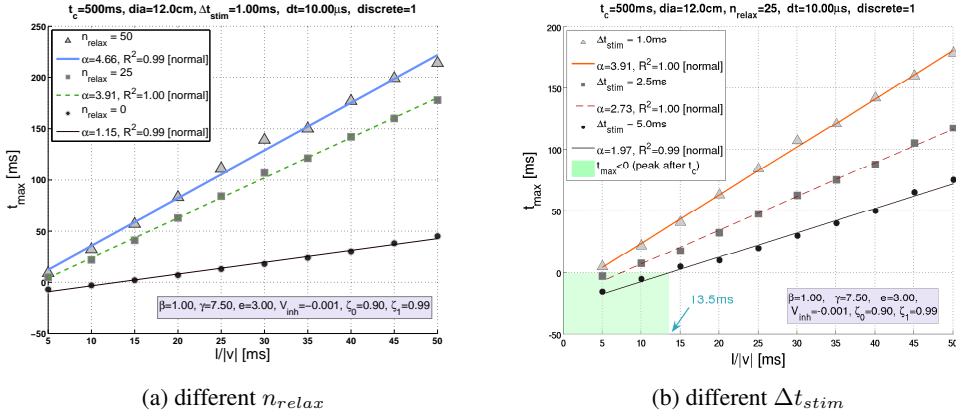 t_c=500ms, dia=12.0cm, Δt_stim=1.00ms, dt=10.00μs, discrete=1
n_relax = 50
α=4.66, R²=0.99 [normal]
n_relax = 25
α=3.91, R²=1.00 [normal]
n_relax = 0
α=1.15, R²=0.99 [normal]
250
200
150
100
50
0
−50
t_max [ms]
β=1.00, γ=7.50, e=3.00, V_inh=−0.001, ζ_0=0.90, ζ_1=0.99
5 10 15 20 25 30 35 40 45 50
l/|v| [ms]
(a) different n_relax
t_c=500ms, dia=12.0cm, n_relax=25, dt=10.00μs, discrete=1
Δt_stim − 1.0ms
α=3.91, R²=1.00 [normal]
Δt_stim = 2.5ms
α=2.73, R²=1.00 [normal]
Δt_stim − 5.0ms
α=1.97, R²=0.99 [normal]
t_max<0 (peak after t_c)
200
150
100
50
0
-50
t_max [ms]
13.5ms
β=1.00, γ=7.50, e=3.00,
V_inh=-0.001, ζ_0=0.90, ζ_1=0.99
0 5 10 15 20 25 30 35 40 45 50
l/|v| [ms]
(b) different Δt_stim